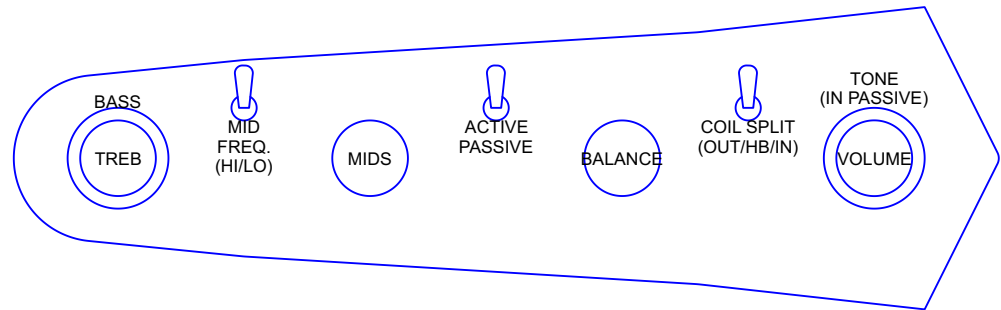 BASS
TREB
MID
FREQ.
(HI/LO)
MIDS
ACTIVE
PASSIVE
BALANCE
COIL SPLIT
(OUT/HB/IN)
TONE
(IN PASSIVE)
VOLUME